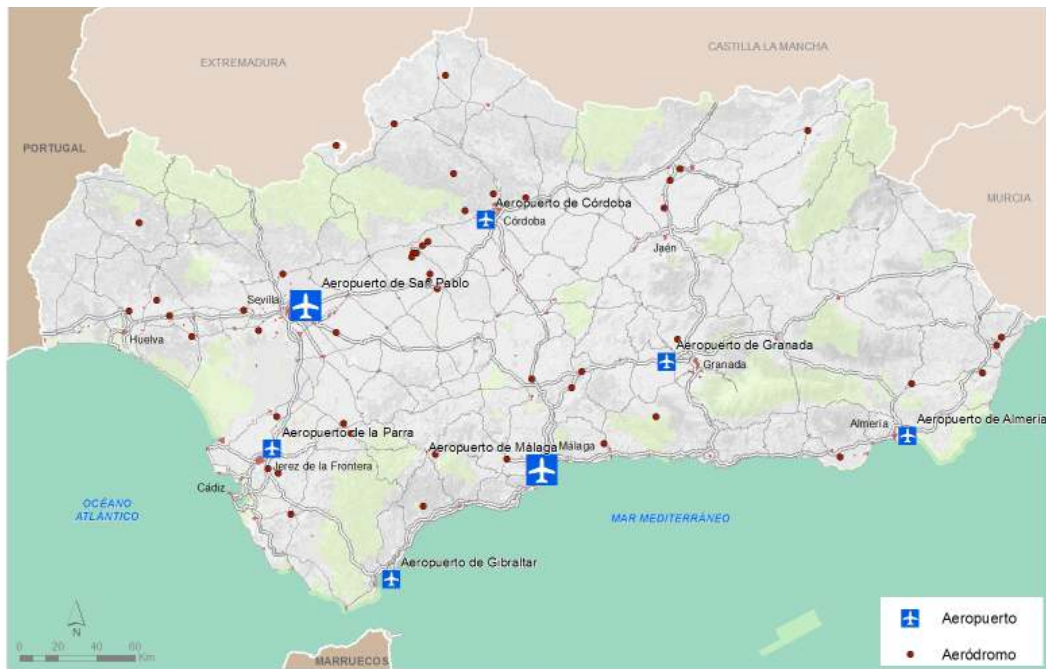 CASTILLA LA MANCHA
EXTREMADURA
PORTUGAL
MURCIA
Aeropuerto de Córdoba
Córdoba
Jaén
Aeropuerto de San Pablo
Sevilla
Huelva
Aeropuerto de Granada
Granada
Aeropuerto de Almería
Almería
Aeropuerto de la Parra
Aeropuerto de Málaga
Málaga
Jerez de la Frontera
Cádiz
OCÉANO
ATLÁNTICO
MAR MEDITERRÁNEO
Aeropuerto de Gibraltar
N
0 20 40 60
Km
MARRUECOS
Aeropuerto
Aeródromo